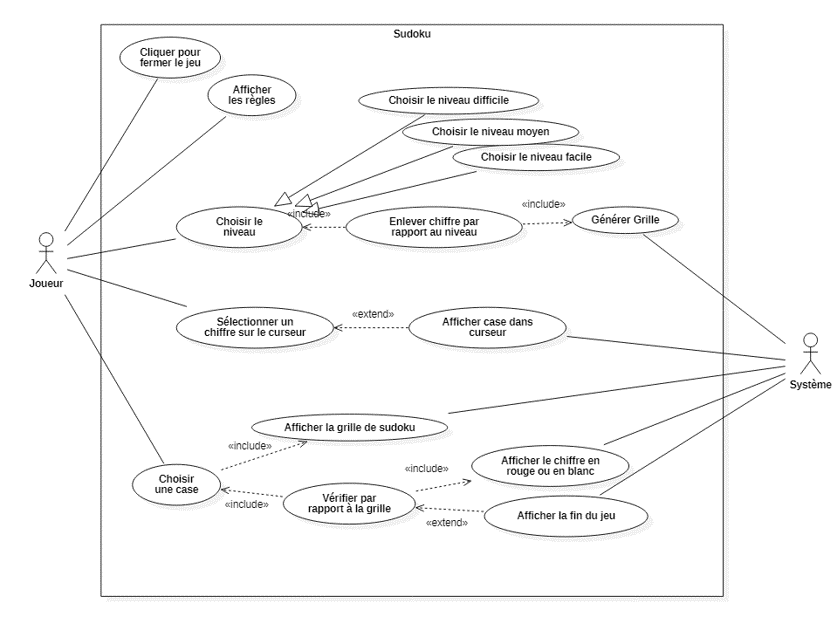 Sudoku
Cliquer pour
fermer le jeu
Afficher
les règles
Choisir le niveau difficile
Choisir le niveau moyen
Choisir le niveau facile
«include»
Choisir le
niveau
«include»
Enlever chiffre par
rapport au niveau
Générer Grille
Joueur
Sélectionner un
chiffre sur le curseur
«extend»
Afficher case dans
curseur
Système
Afficher la grille de sudoku
«include»
Choisir
une case
«include»
Vérifier par
rapport à la grille
«include»
Afficher le chiffre en
rouge ou en blanc
«extend»
Afficher la fin du jeu